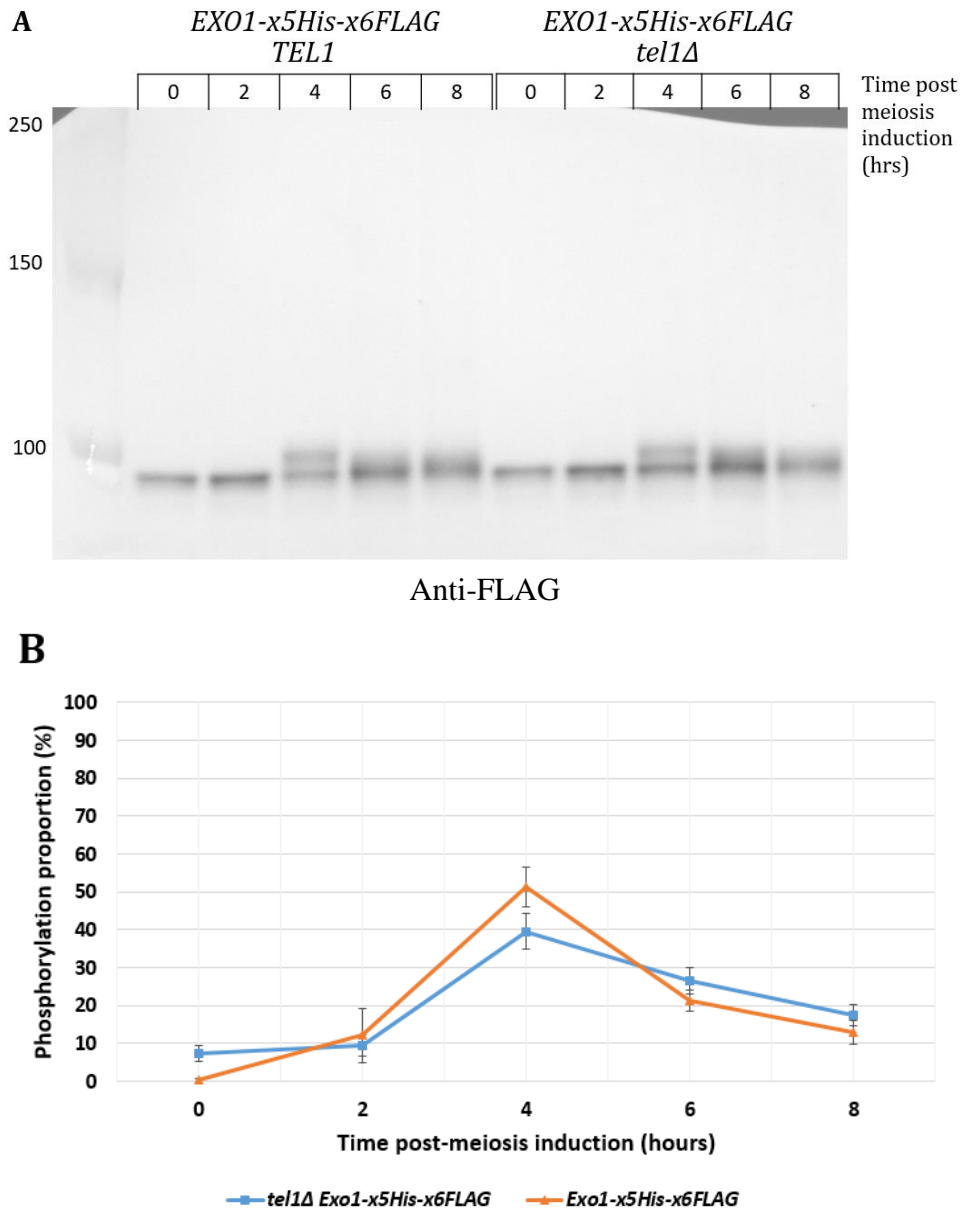 A
EXO1-x5His-x6FLAG EXO1-x5His-x6FLAG
TEL1 tel1Δ
0 2 4 6 8 0 2 4 6 8
Time post
meiosis
induction
(hrs)
250
150
100
Anti-FLAG
B
Phosphorylation proportion (%)
100
90
80
70
60
50
40
30
20
10
0
0 2 4 6 8
Time post-meiosis induction (hours)
tel1Δ Exo1-x5His-x6FLAG Exo1-x5His-x6FLAG